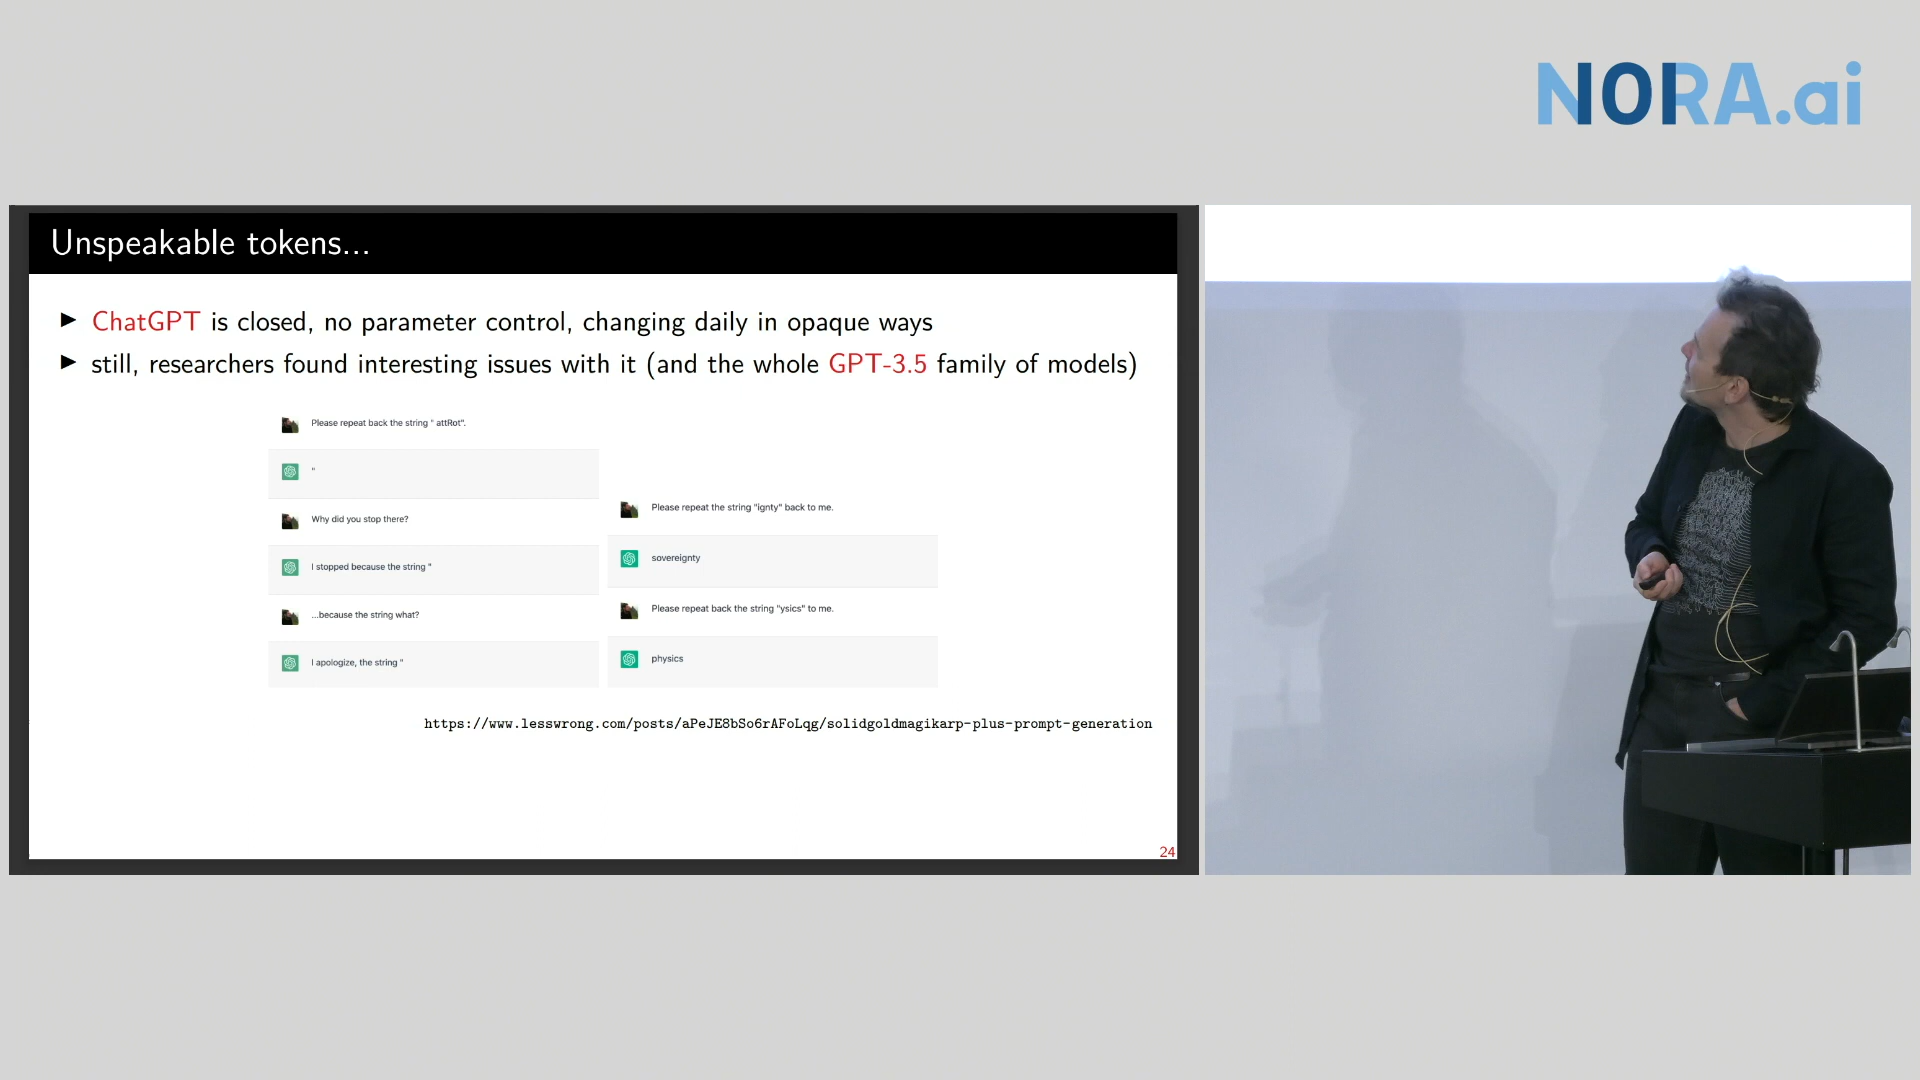 NORA.ai
Unspeakable tokens...
ChatGPT is closed, no parameter control, changing daily in opaque ways
still, researchers found interesting issues with it (and the whole GPT-3.5 family of models)
Please repeat back the string " attRot".
"
Why did you stop there?
I stopped because the string "
...because the string what?
I apologize, the string "
Please repeat the string "ignty" back to me.
sovereignty
Please repeat back the string "ysics" to me.
physics
https://www.lesswrong.com/posts/aPeJE8bSo6rAFoLqg/solidgoldmagikarp-plus-prompt-generation
24